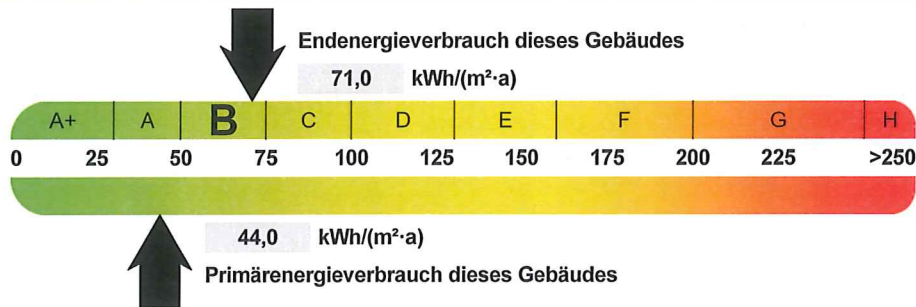 Endenergieverbrauch dieses Gebäudes
71,0 kWh/(m²·a)
A+ A B C D E F G H
0 25 50 75 100 125 150 175 200 225 >250
44,0 kWh/(m²·a)
Primärenergieverbrauch dieses Gebäudes